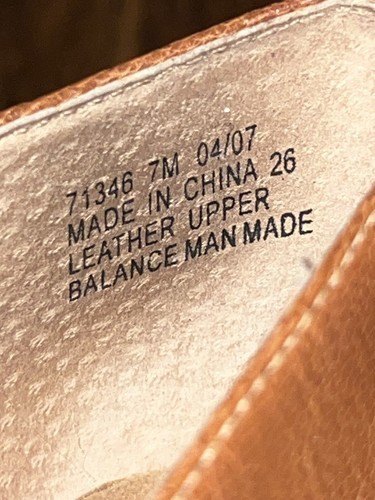 71346 7M 04/07
MADE IN CHINA 26
LEATHER UPPER
BALANCE MAN MADE